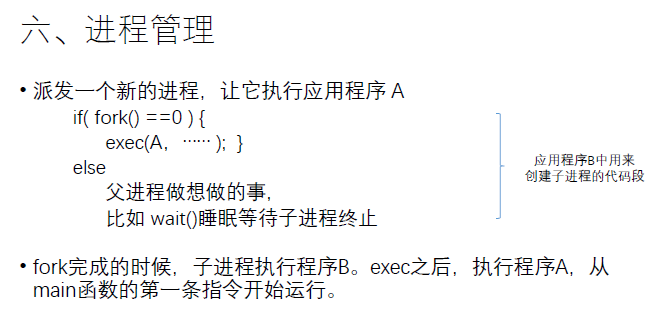 六、进程管理
• 派发一个新的进程，让它执行应用程序 A
if( fork() ==0 ) {
exec(A, …… );  }
else
父进程做想做的事，
比如 wait()睡眠等待子进程终止
应用程序B中用来
创建子进程的代码段
• fork完成的时候，子进程执行程序B。exec之后，执行程序A，从
main函数的第一条指令开始运行。